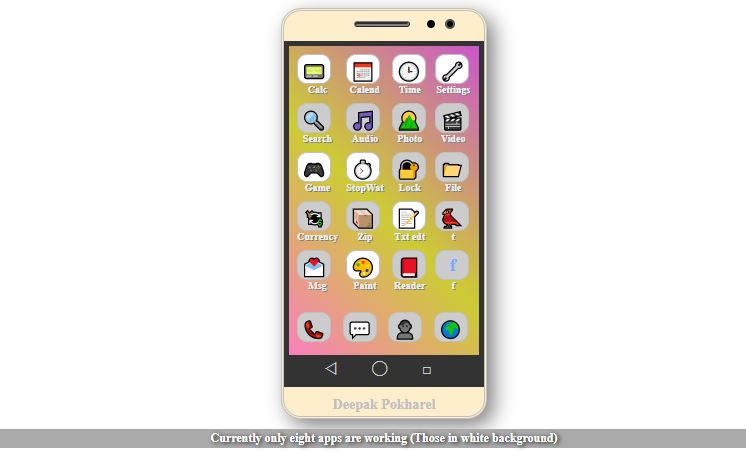 Calc Calend Time Settings
Search Audio Photo Video
Game StopWat Lock File
Currency Zip Txt edt t
f
Msg Paint Reader f
Deepak Pokharel
Currently only eight apps are working (Those in white background)